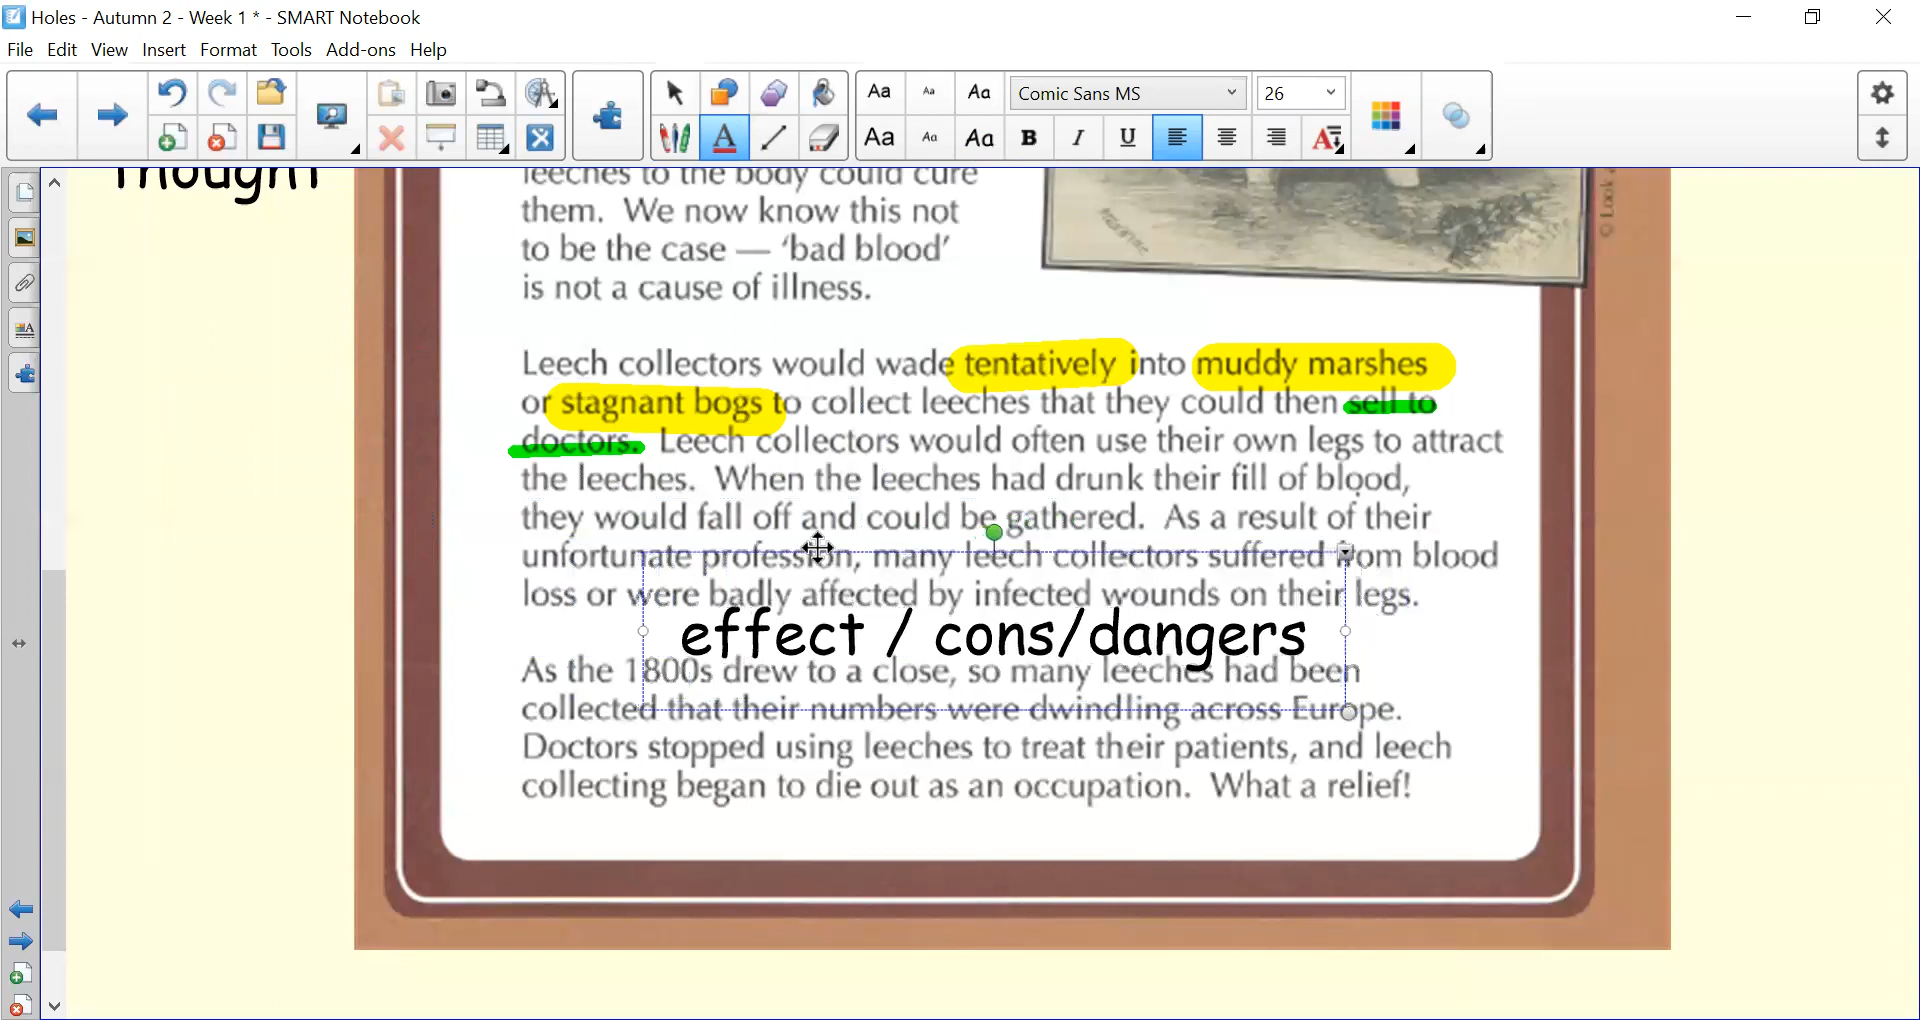 Holes - Autumn 2 - Week 1 * - SMART Notebook
File Edit View Insert Format Tools Add-ons Help
Aa Aa Aa Comic Sans MS 26
Aa Aa Aa B I U A
Thought
leeches to the body could cure
them. We now know this not
to be the case — ‘bad blood’
is not a cause of illness.
© Look a
Leech collectors would wade tentatively into muddy marshes
or stagnant bogs to collect leeches that they could then sell to
doctors. Leech collectors would often use their own legs to attract
the leeches. When the leeches had drunk their fill of blood,
they would fall off and could be gathered. As a result of their
unfortunate profession, many leech collectors suffered from blood
loss or were badly affected by infected wounds on their legs.
effect / cons/dangers
As the 1800s drew to a close, so many leeches had been
collected that their numbers were dwindling across Europe.
Doctors stopped using leeches to treat their patients, and leech
collecting began to die out as an occupation. What a relief!